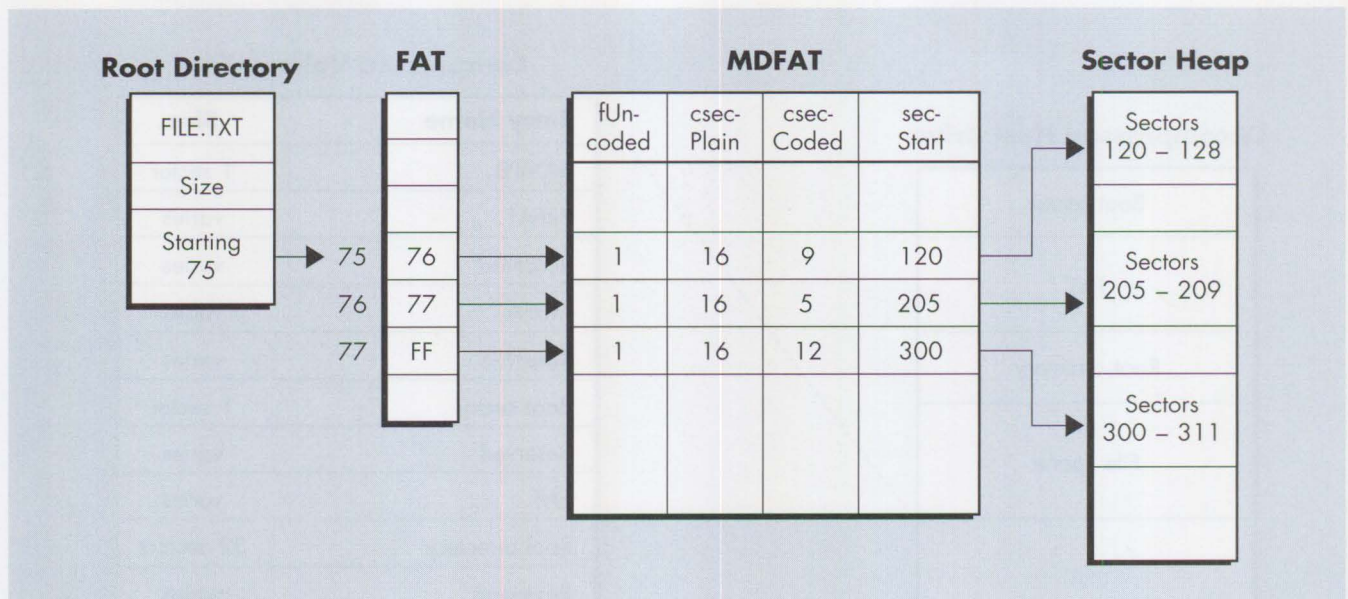 Root Directory
FAT
MDFAT
Sector Heap
FILE.TXT
Size
Starting
75
75
76
77
76
77
FF
fUn-
coded
csec-
Plain
csec-
Coded
sec-
Start
1 16 9 120
1 16 5 205
1 16 12 300
Sectors
120 – 128
Sectors
205 – 209
Sectors
300 – 311